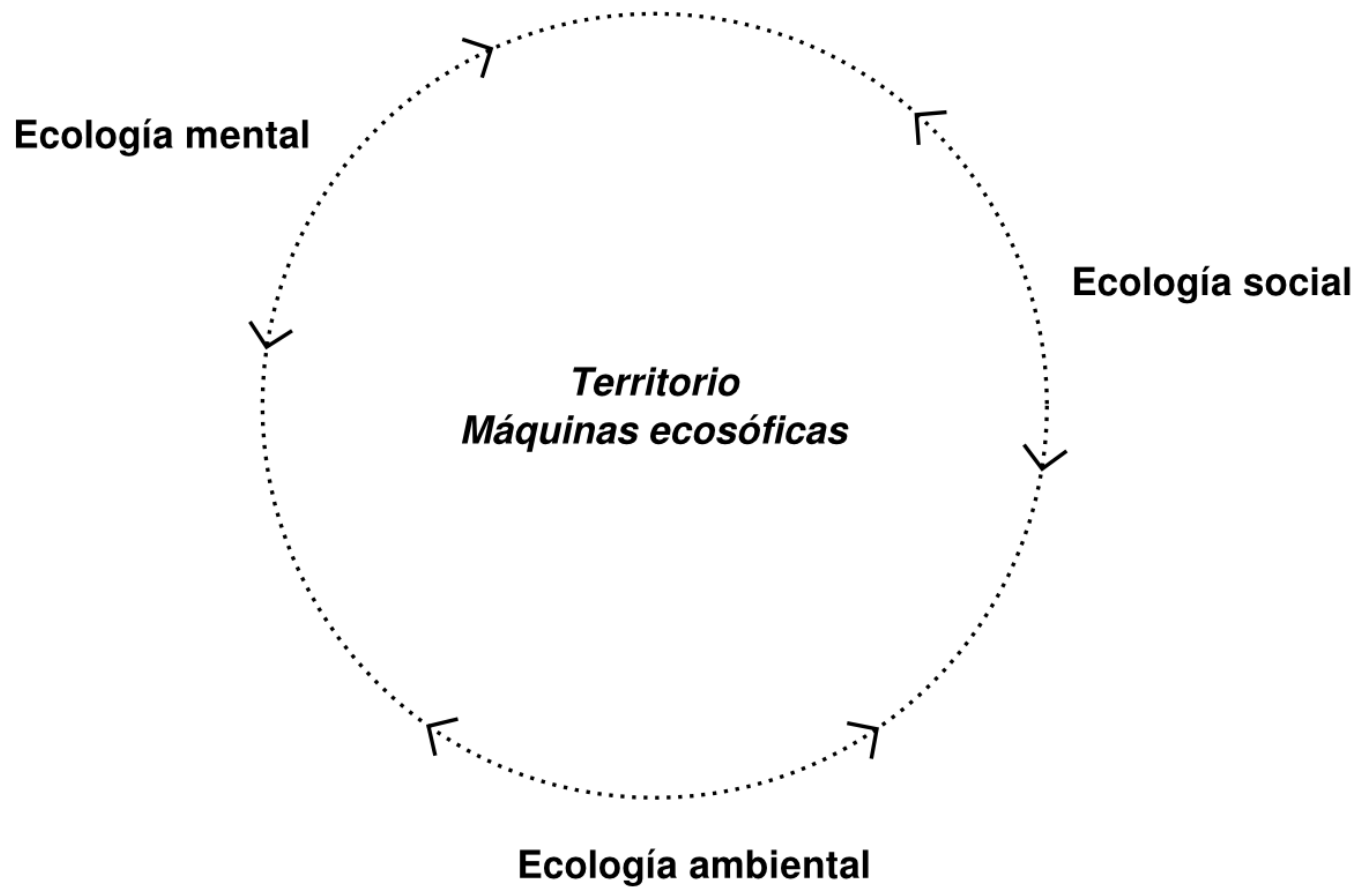 Ecología mental
Ecología social
Territorio
Máquinas ecosóficas
Ecología ambiental